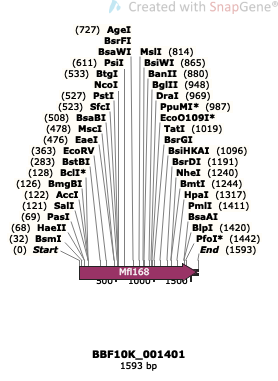 Created with SnapGene®
(727) AgeI
BsrFI
BsaWI MslI (814)
(611) PsiI BsiWI (865)
(533) BtgI BanII (880)
NcoI BglII (948)
(527) PstI DraI (969)
(523) SfcI PpuMI* (987)
(508) BsaBI EcoO109I*
(478) MscI TatI (1019)
(476) EaeI BsrGI
(363) EcoRV BsiHKAI (1096)
(283) BstBI BsrDI (1191)
(128) BclI* NheI (1240)
(126) BmgBI BmtI (1244)
(122) AccI HpaI (1317)
(121) SalI PmlI (1411)
(69) PasI BsaAI
(68) HaeII BlpI (1420)
(32) BsmI PfoI* (1442)
(0) Start End (1593)
Mfl168
500 1000 1500
BBF10K_001401
1593 bp